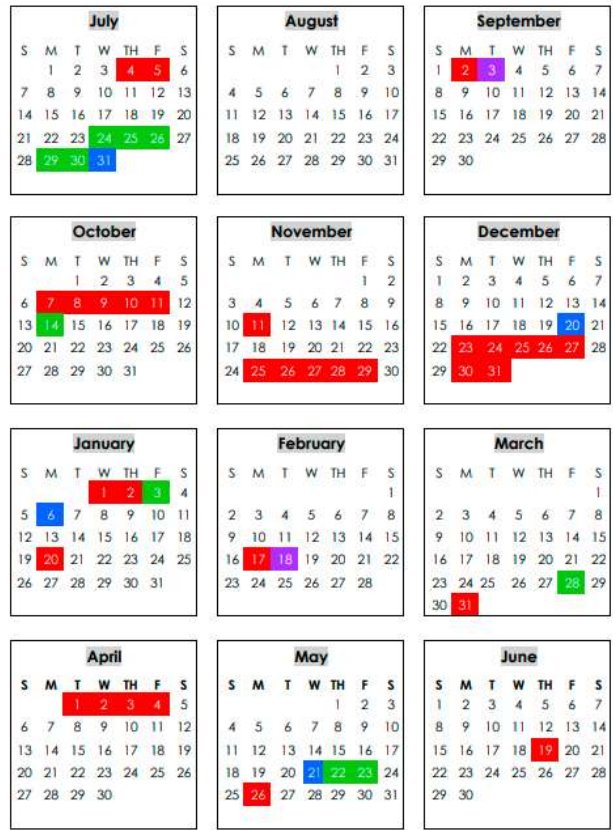 July
S M T W TH F S
1 2 3 4 5 6
7 8 9 10 11 12 13
14 15 16 17 18 19 20
21 22 23 24 25 26 27
28 29 30 31
August
S M T W TH F S
1 2 3
4 5 6 7 8 9 10
11 12 13 14 15 16 17
18 19 20 21 22 23 24
25 26 27 28 29 30 31
September
S M T W TH F S
1 2 3 4 5 6 7
8 9 10 11 12 13 14
15 16 17 18 19 20 21
22 23 24 25 26 27 28
29 30
October
S M T W TH F S
1 2 3 4 5
6 7 8 9 10 11 12
13 14 15 16 17 18 19
20 21 22 23 24 25 26
27 28 29 30 31
November
S M T W TH F S
1 2
3 4 5 6 7 8 9
10 11 12 13 14 15 16
17 18 19 20 21 22 23
24 25 26 27 28 29 30
December
S M T W TH F S
1 2 3 4 5 6 7
8 9 10 11 12 13 14
15 16 17 18 19 20 21
22 23 24 25 26 27 28
29 30 31
January
S M T W TH F S
1 2 3 4
5 6 7 8 9 10 11
12 13 14 15 16 17 18
19 20 21 22 23 24 25
26 27 28 29 30 31
February
S M T W TH F S
1
2 3 4 5 6 7 8
9 10 11 12 13 14 15
16 17 18 19 20 21 22
23 24 25 26 27 28
March
S M T W TH F S
1
2 3 4 5 6 7 8
9 10 11 12 13 14 15
16 17 18 19 20 21 22
23 24 25 26 27 28 29
30 31
April
S M T W TH F S
1 2 3 4 5
6 7 8 9 10 11 12
13 14 15 16 17 18 19
20 21 22 23 24 25 26
27 28 29 30
May
S M T W TH F S
1 2 3
4 5 6 7 8 9 10
11 12 13 14 15 16 17
18 19 20 21 22 23 24
25 26 27 28 29 30 31
June
S M T W TH F S
1 2 3 4 5 6 7
8 9 10 11 12 13 14
15 16 17 18 19 20 21
22 23 24 25 26 27 28
29 30